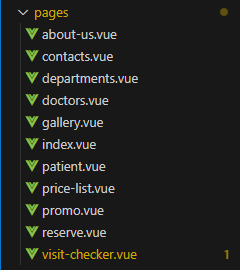 pages
about-us.vue
contacts.vue
departments.vue
doctors.vue
gallery.vue
index.vue
patient.vue
price-list.vue
promo.vue
reserve.vue
visit-checker.vue 1